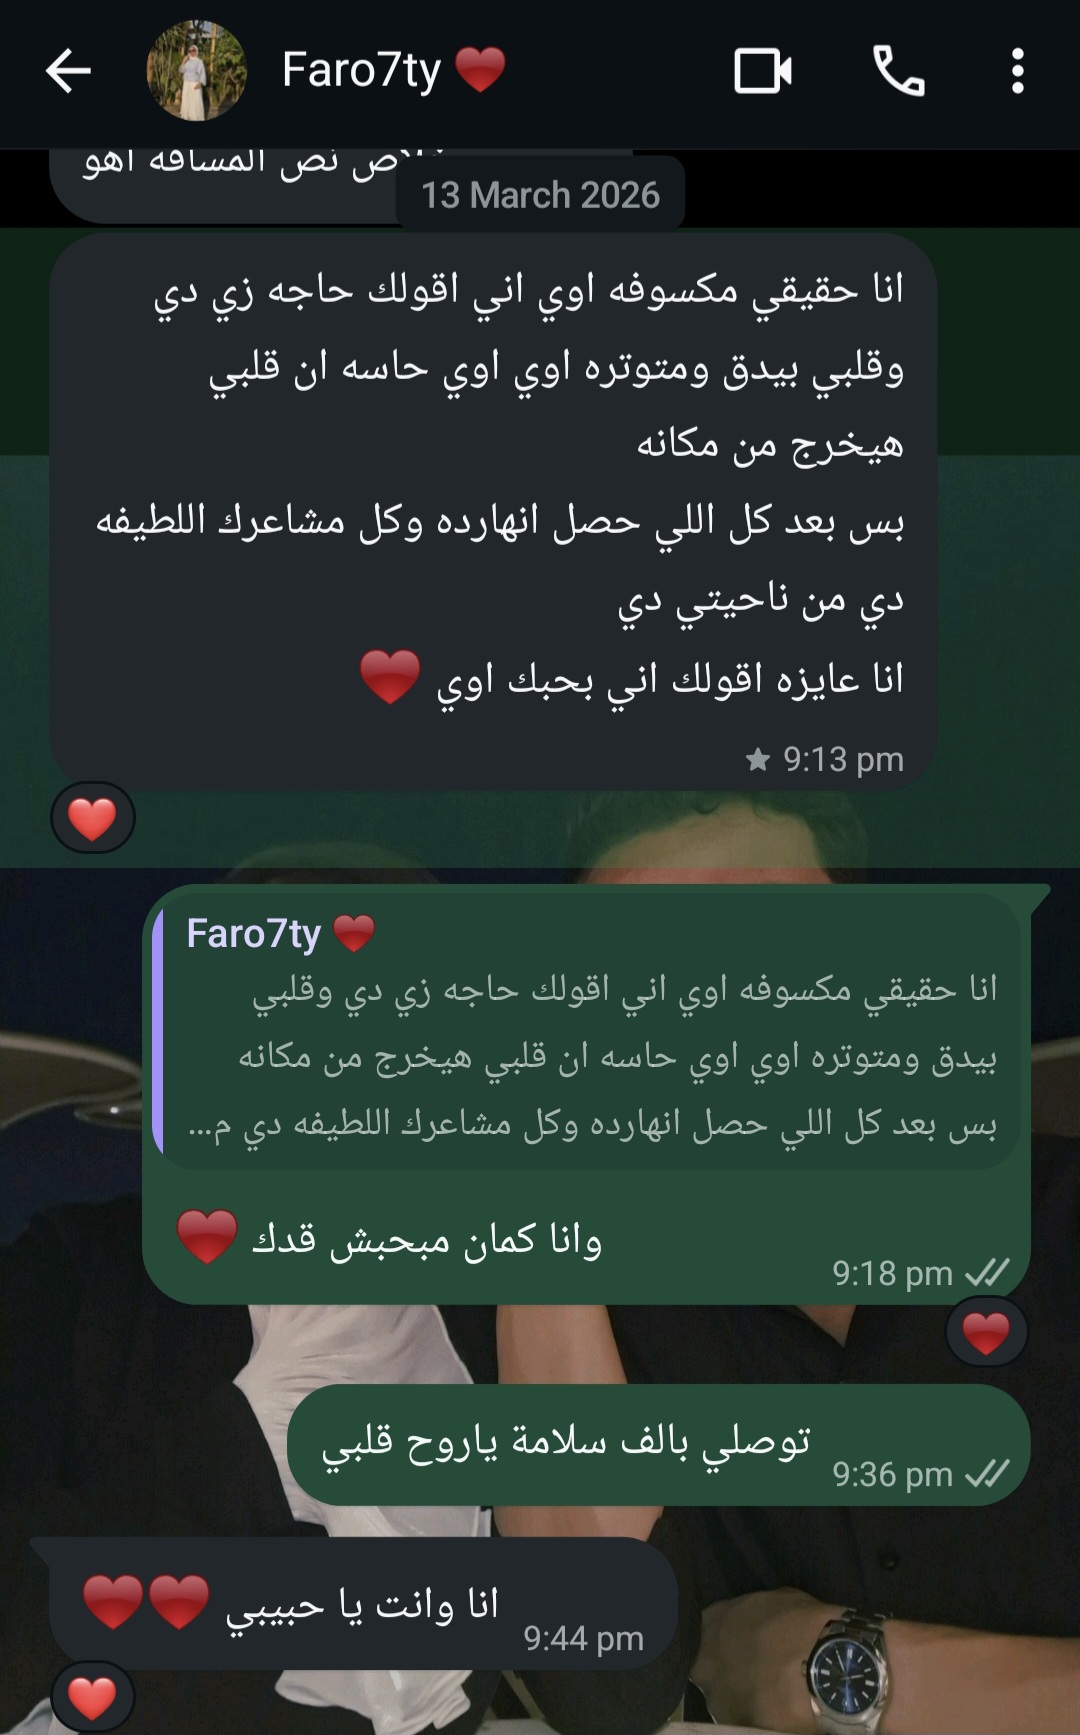 Faro7ty ❤️
نص المسافه اهو
13 March 2026
انا حقيقي مكسوفه اوي اني اقولك حاجه زي دي
وقلبي بيدق ومتوتره اوي اوي حاسه ان قلبي
هيخرج من مكانه
بس بعد كل اللي حصل انهارده وكل مشاعرك اللطيفه
دي من ناحيتي دي
انا عايزه اقولك اني بحبك اوي ❤️
9:13 pm
Faro7ty ❤️
انا حقيقي مكسوفه اوي اني اقولك حاجه زي دي وقلبي
بيدق ومتوتره اوي اوي حاسه ان قلبي هيخرج من مكانه
بس بعد كل اللي حصل انهارده وكل مشاعرك اللطيفه دي م...
وانا كمان مبحبش قدك ❤️
9:18 pm
توصلي بالف سلامة ياروح قلبي
9:36 pm
انا وانت يا حبيبي ❤️❤️
9:44 pm